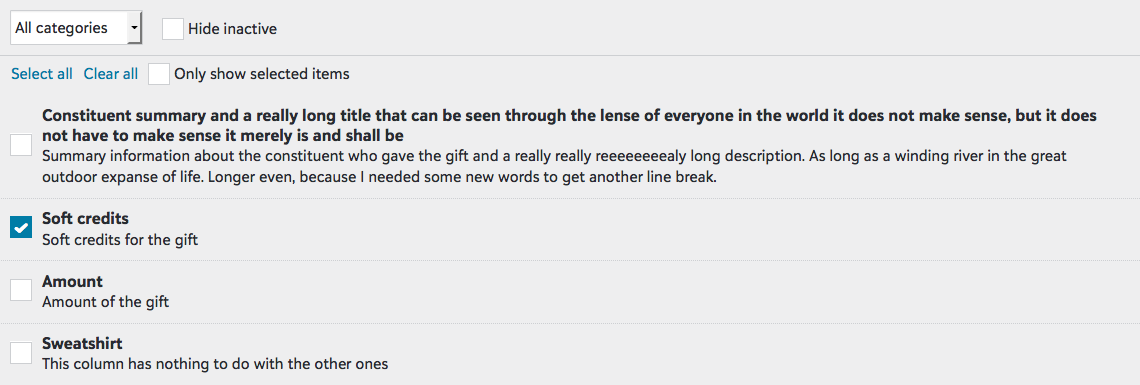 All categories
Hide inactive
Select all Clear all Only show selected items
Constituent summary and a really long title that can be seen through the lense of everyone in the world it does not make sense, but it does
not have to make sense it merely is and shall be
Summary information about the constituent who gave the gift and a really really reeeeeeeealy long description. As long as a winding river in the great
outdoor expanse of life. Longer even, because I needed some new words to get another line break.
Soft credits
Soft credits for the gift
Amount
Amount of the gift
Sweatshirt
This column has nothing to do with the other ones